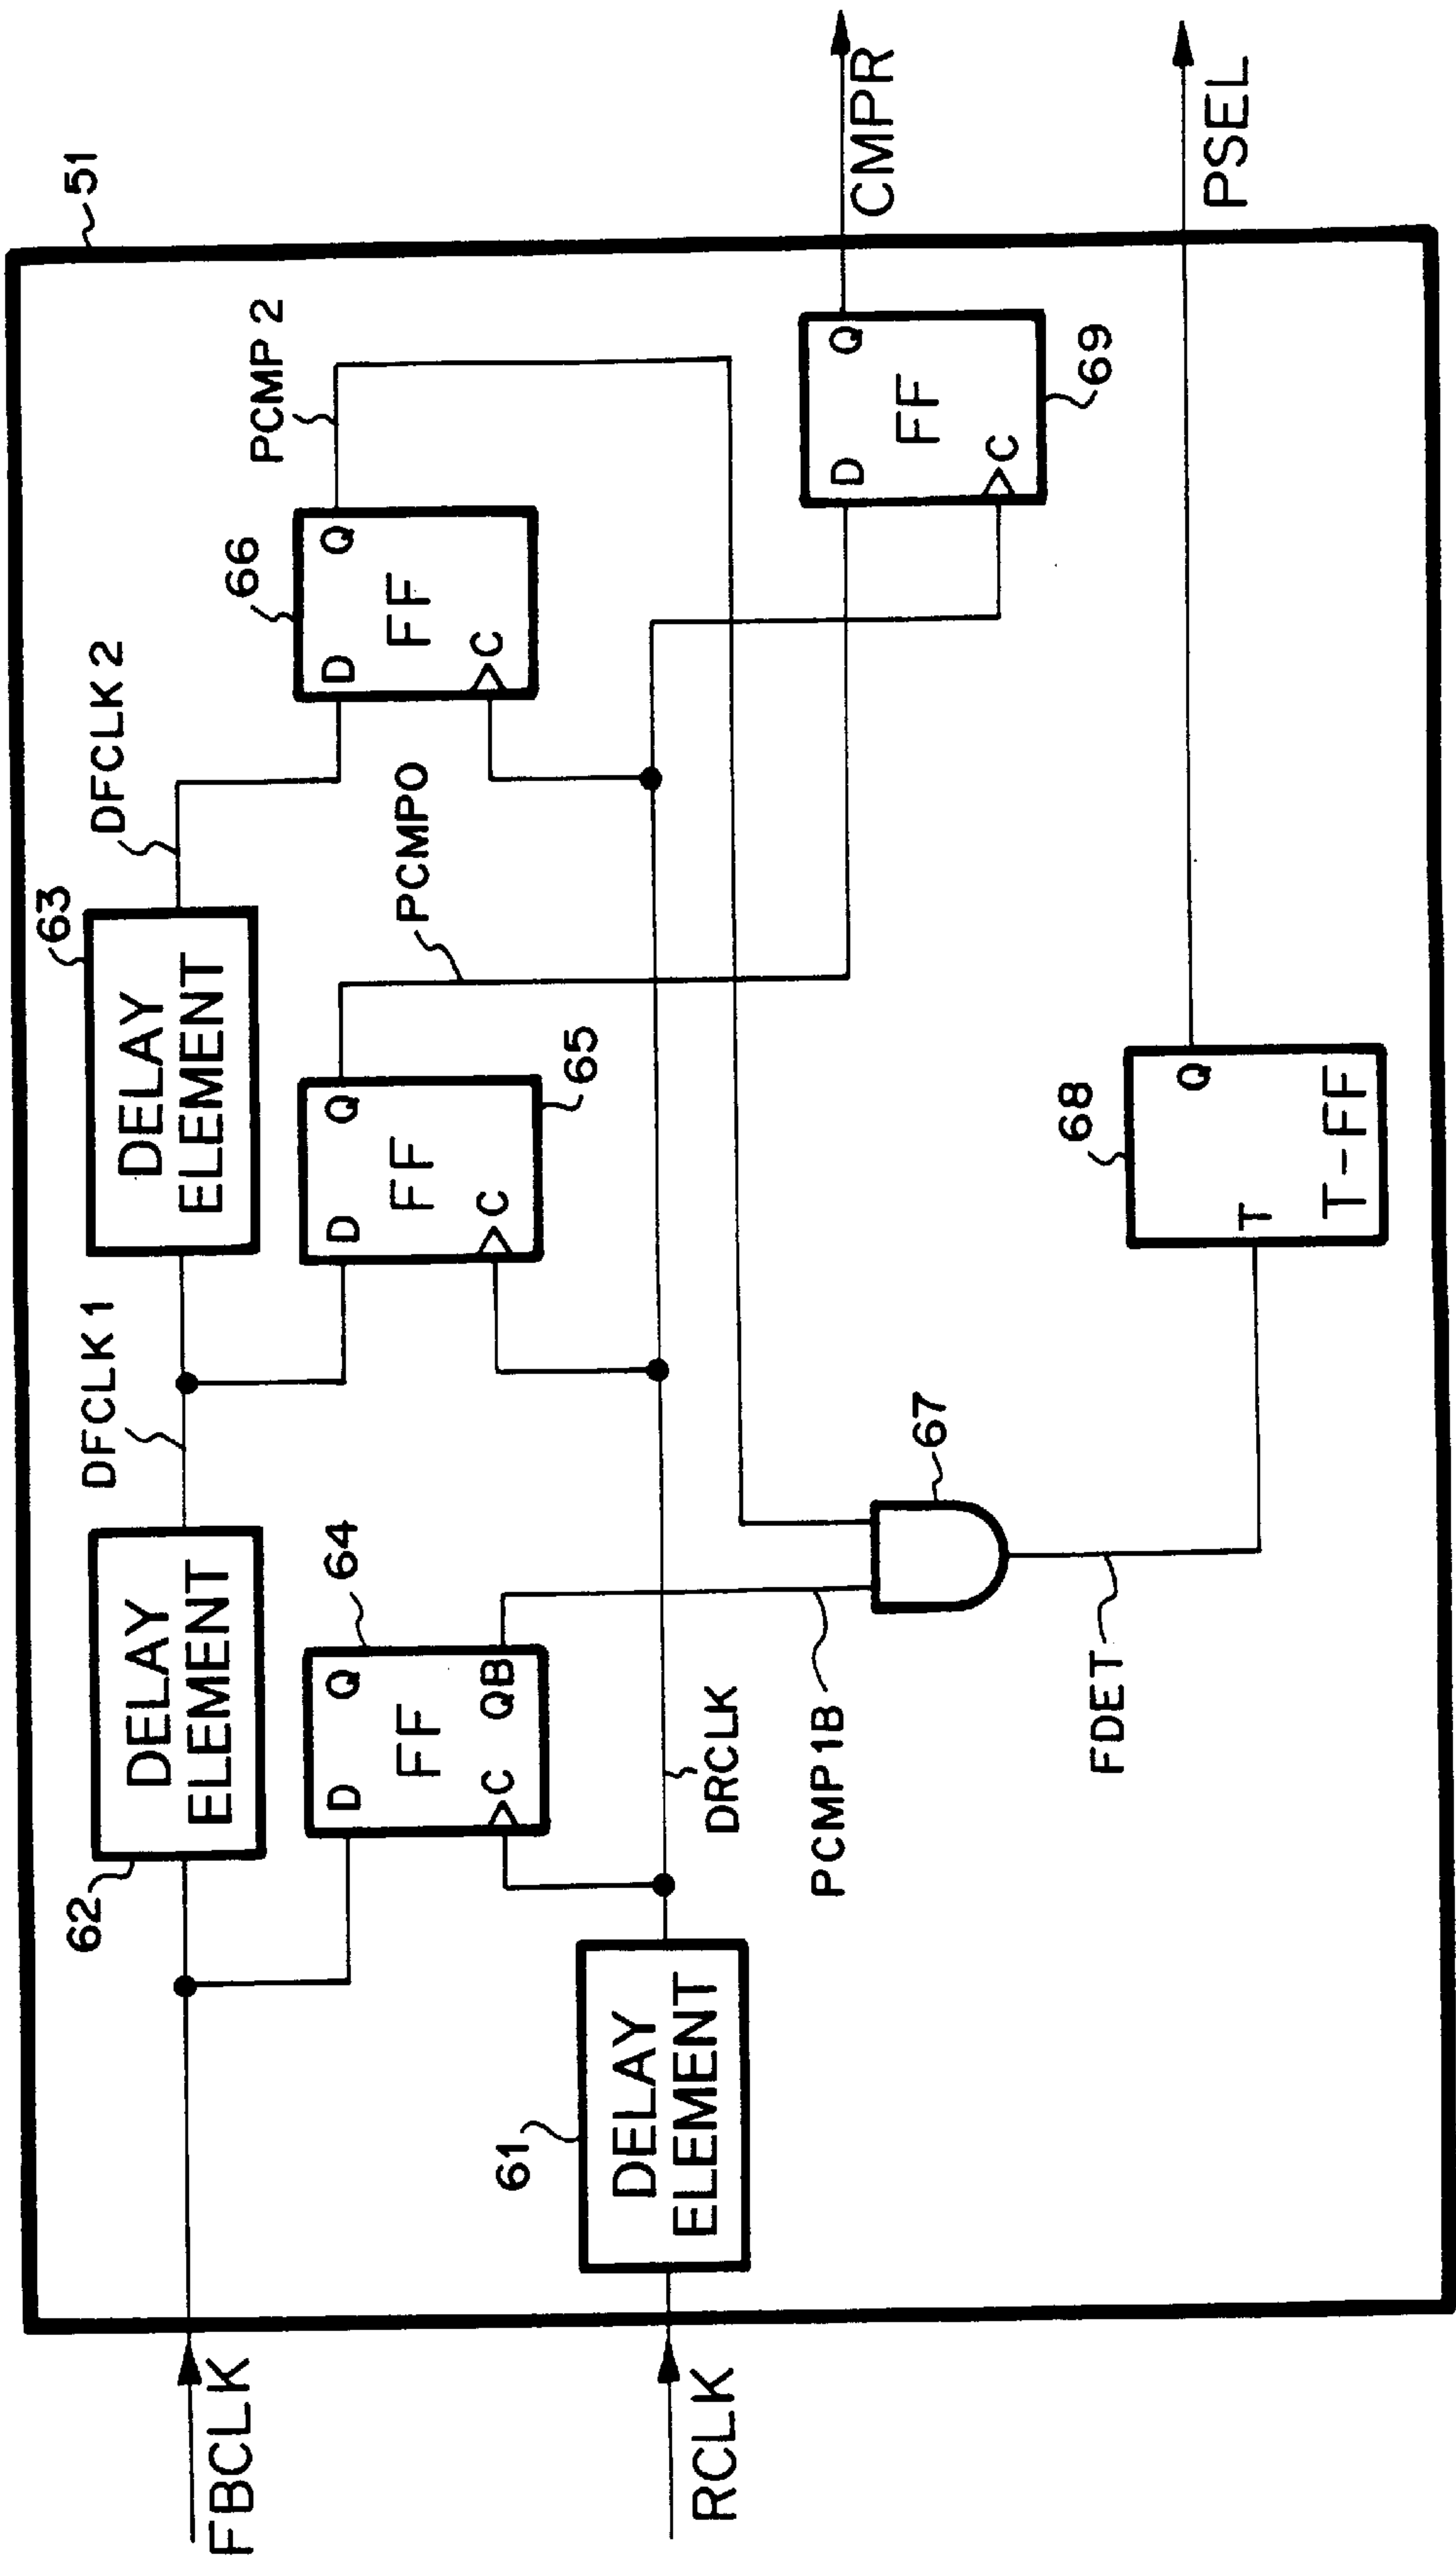 51
FBCLK
62
DELAY
ELEMENT
DFCLK 1
63
DELAY
ELEMENT
DFCLK 2
64
D
Q
FF
C
QB
65
D
Q
FF
C
66
D
Q
FF
C
PCMP 2
PCMPO
RCLK
61
DELAY
ELEMENT
DRCLK
PCMP1B
67
FDET
68
T
Q
T-FF
D
Q
FF
C
69
CMPR
PSEL